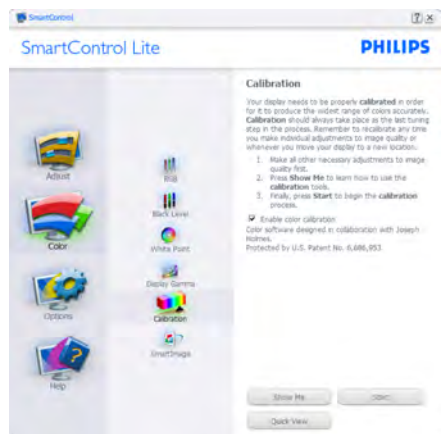 SmartControl
SmartControl Lite
PHILIPS
Adjust
Color
Options
Help
RGB
Black Level
White Point
Display Gamma
Calibration
SmartImage
Calibration
Your display needs to be properly calibrated in order
for it to produce the widest range of colors accurately.
Calibration should always take place as the last tuning
step in the process. Remember to recalibrate any time
you make individual adjustments to image quality or
whenever you move your display to a new location.
1. Make all other necessary adjustments to image
quality first.
2. Press Show Me to learn how to use the
calibration tools.
3. Finally, press Start to begin the calibration
process.
Enable color calibration
Color software designed in collaboration with Joseph
Holmes.
Protected by U.S. Patent No. 6,686,953
Show Me
Start
Quick View